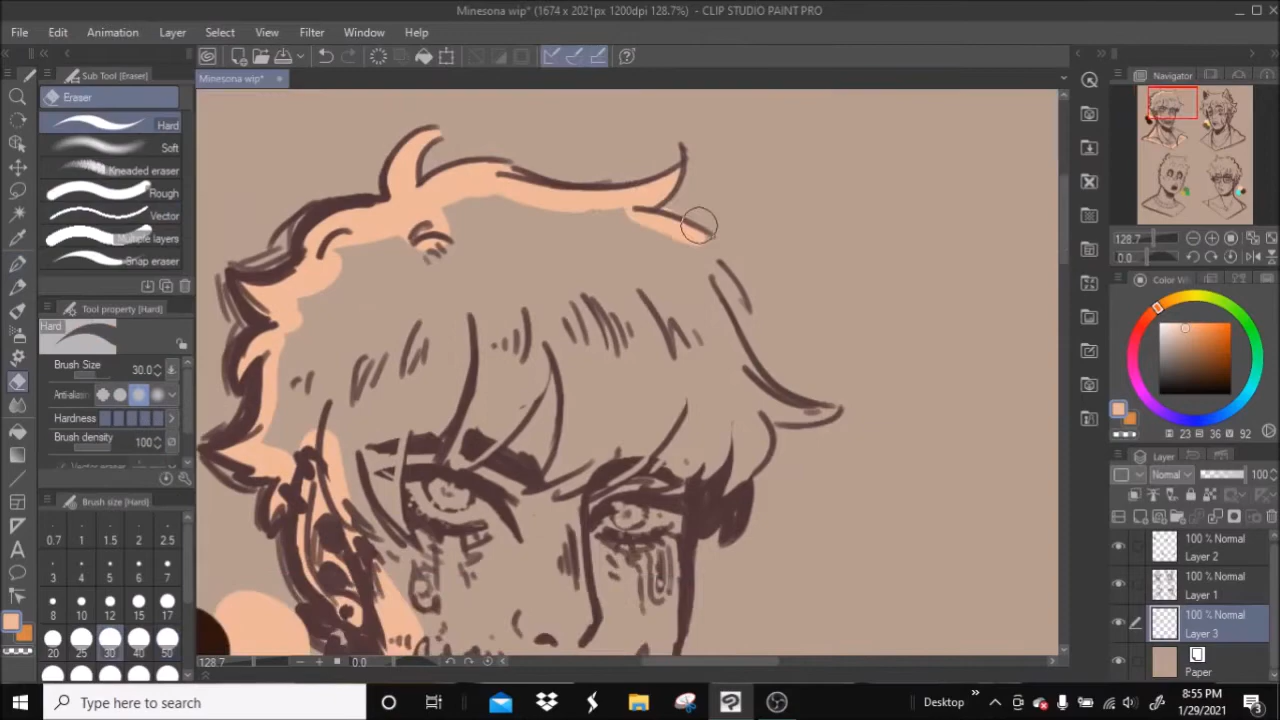 Minesona wip* (1674 x 2021px 1200dpi 128.7%) - CLIP STUDIO PAINT PRO
File Edit Animation Layer Select View Filter Window Help
Sub Tool [Eraser]
Minesona wip*
Navigator
Eraser
Hard
Soft
Kneaded eraser
Rough
Vector
Multiple layers
Snap eraser
128.7
0.0
Tool property [Hard]
Color W
Hard
Brush Size 30.0
Anti-alias
Hardness
Brush density 100
23 36 92
Layer
Normal 100
Brush size [Hard]
0.7 1 1.5 2 2.5
3 4 5 6 7
8 10 12 15 17
20 25 30 40 50
100 % Normal
Layer 2
100 % Normal
Layer 1
100 % Normal
Layer 3
Paper
128.7 0.0
Type here to search
Desktop
8:55 PM
1/29/2021
3